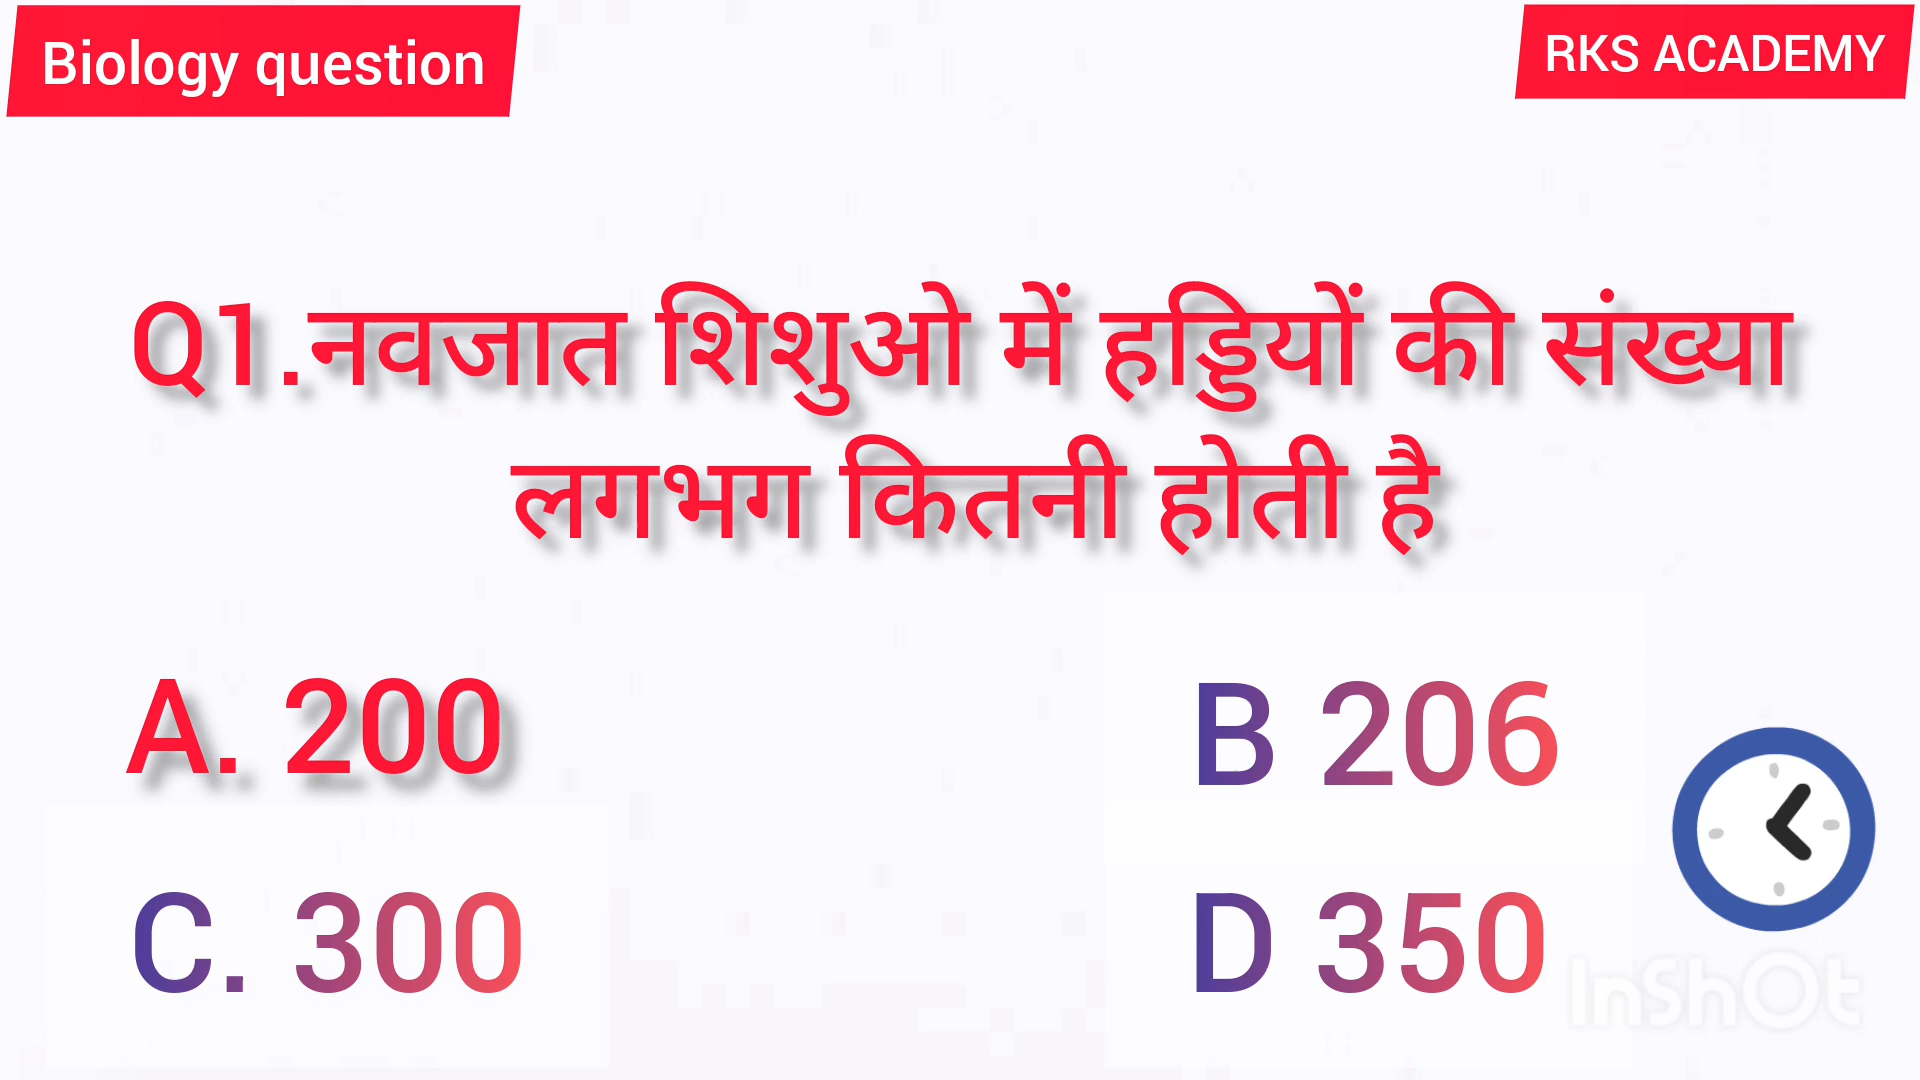 Biology question
RKS ACADEMY
Q1.नवजात शिशुओ में हड्डियों की संख्या
लगभग कितनी होती है
A. 200
B 206
C. 300
D 350
InShOt